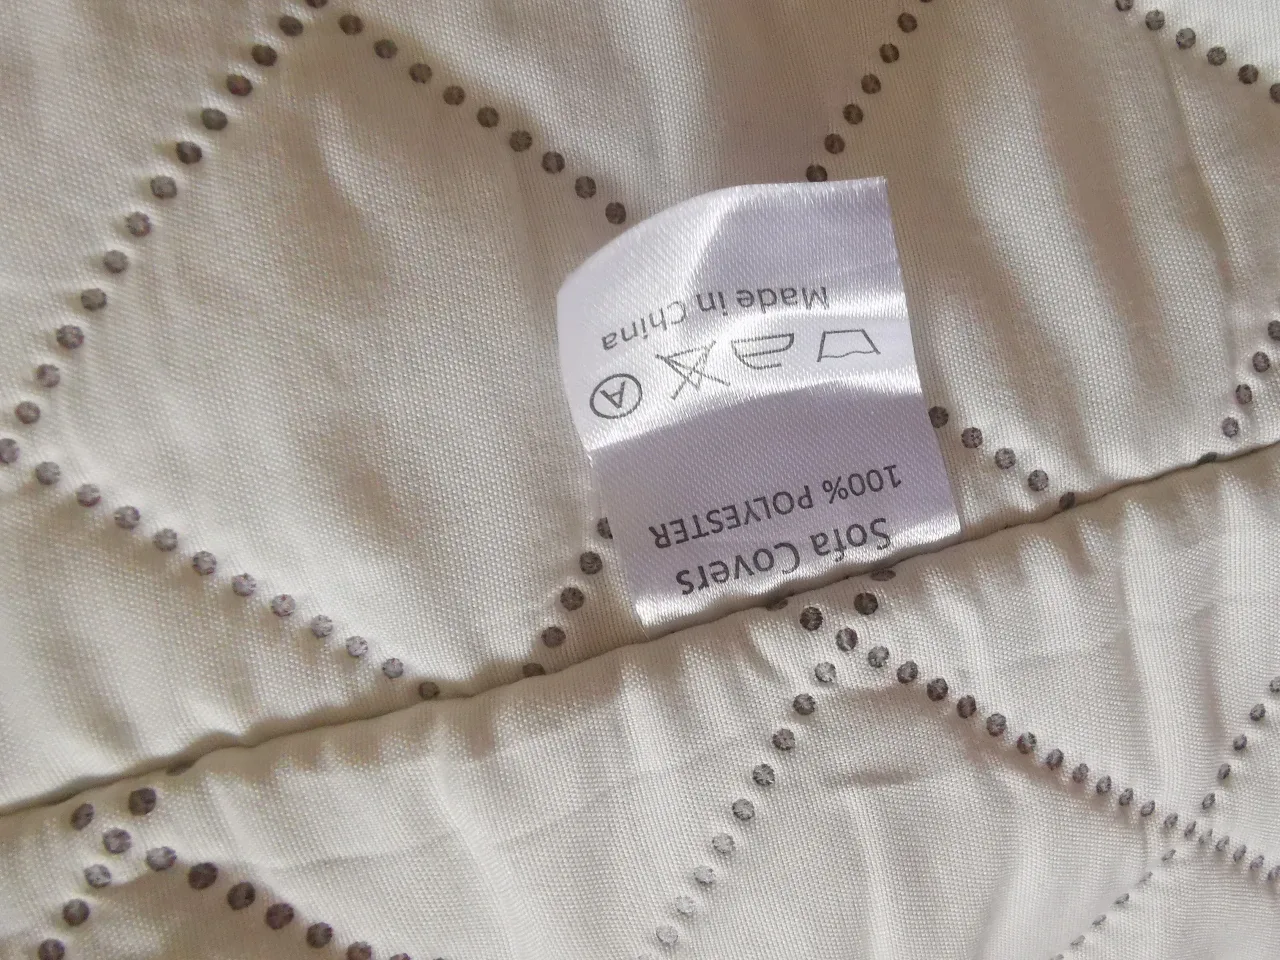 Sofa Covers
100% POLYESTER
A
Made in China